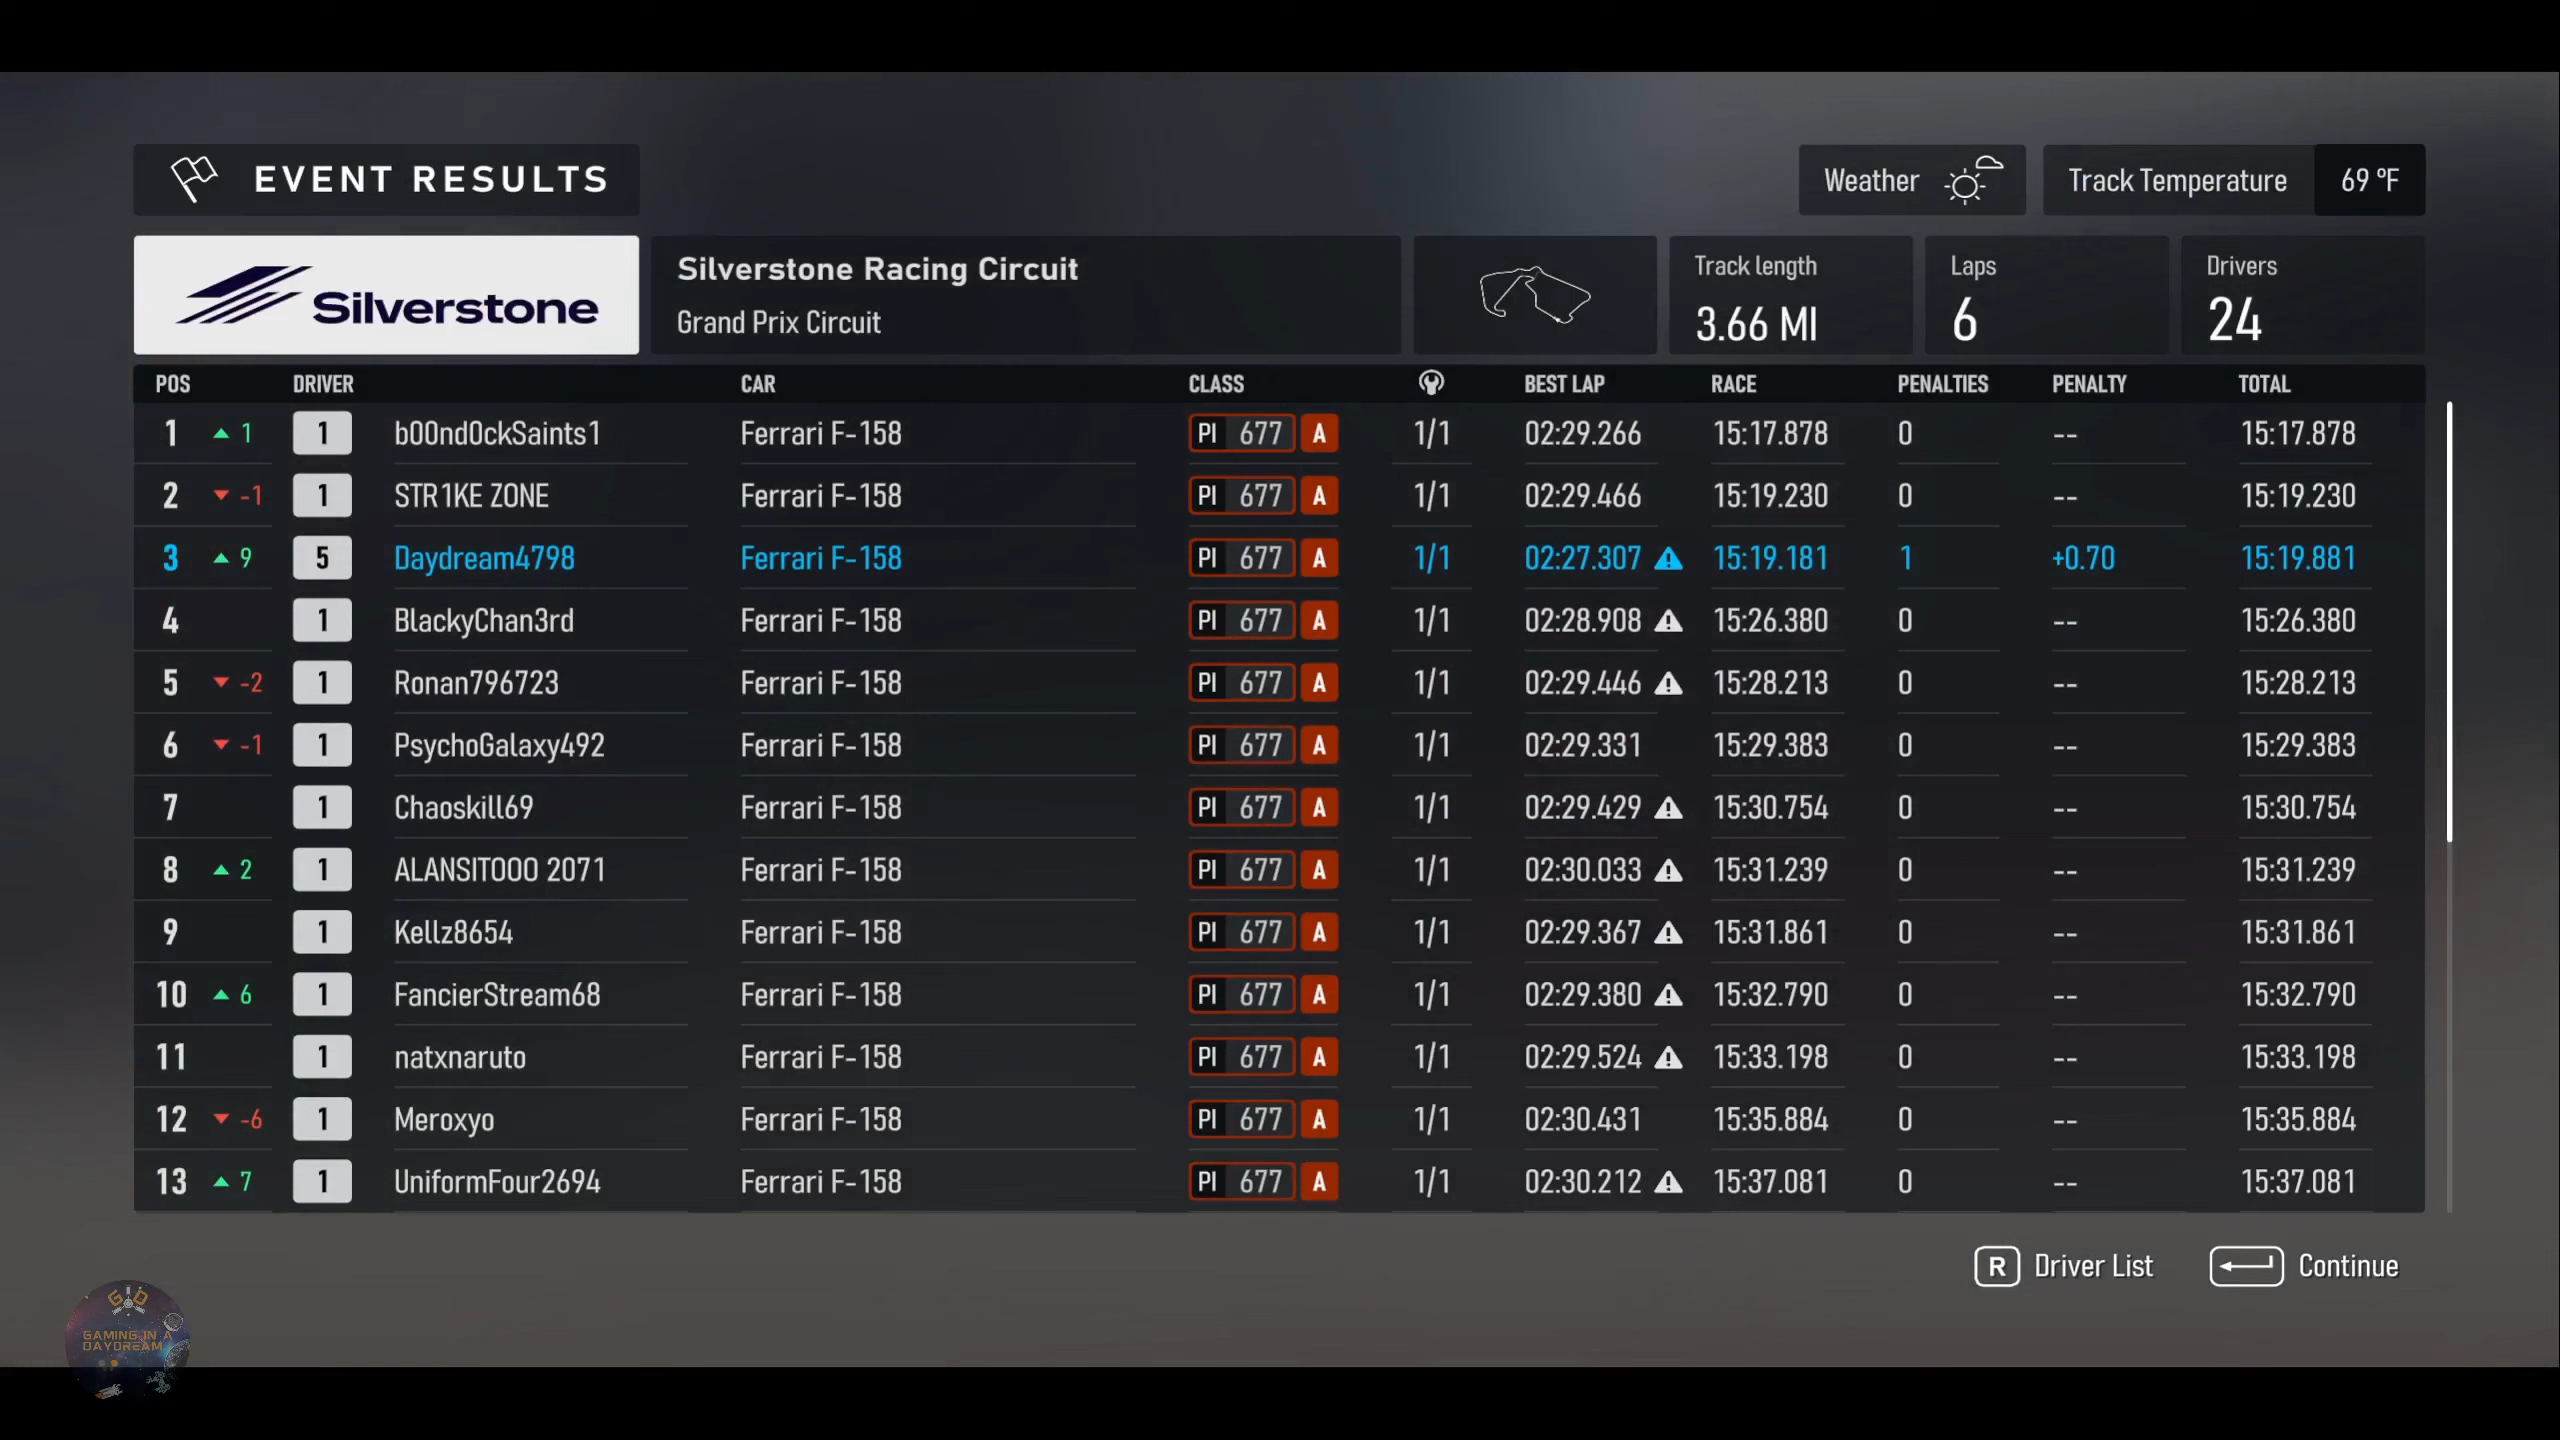 EVENT RESULTS
Weather
Track Temperature 69 °F
Silverstone
Silverstone Racing Circuit
Grand Prix Circuit
Track length
3.66 MI
Laps
6
Drivers
24
POS DRIVER CAR CLASS BEST LAP RACE PENALTIES PENALTY TOTAL
1 1 1 b00nd0ckSaints1 Ferrari F-158 PI 677 A 1/1 02:29.266 15:17.878 0 -- 15:17.878
2 -1 1 STR1KE ZONE Ferrari F-158 PI 677 A 1/1 02:29.466 15:19.230 0 -- 15:19.230
3 9 5 Daydream4798 Ferrari F-158 PI 677 A 1/1 02:27.307 15:19.181 1 +0.70 15:19.881
4 1 BlackyChan3rd Ferrari F-158 PI 677 A 1/1 02:28.908 15:26.380 0 -- 15:26.380
5 -2 1 Ronan796723 Ferrari F-158 PI 677 A 1/1 02:29.446 15:28.213 0 -- 15:28.213
6 -1 1 PsychoGalaxy492 Ferrari F-158 PI 677 A 1/1 02:29.331 15:29.383 0 -- 15:29.383
7 1 Chaoskill69 Ferrari F-158 PI 677 A 1/1 02:29.429 15:30.754 0 -- 15:30.754
8 2 1 ALANSITOOO 2071 Ferrari F-158 PI 677 A 1/1 02:30.033 15:31.239 0 -- 15:31.239
9 1 Kellz8654 Ferrari F-158 PI 677 A 1/1 02:29.367 15:31.861 0 -- 15:31.861
10 6 1 FancierStream68 Ferrari F-158 PI 677 A 1/1 02:29.380 15:32.790 0 -- 15:32.790
11 1 natxnaruto Ferrari F-158 PI 677 A 1/1 02:29.524 15:33.198 0 -- 15:33.198
12 -6 1 Meroxyo Ferrari F-158 PI 677 A 1/1 02:30.431 15:35.884 0 -- 15:35.884
13 7 1 UniformFour2694 Ferrari F-158 PI 677 A 1/1 02:30.212 15:37.081 0 -- 15:37.081
R Driver List Continue
G D
GAMING IN A
DAYDREAM